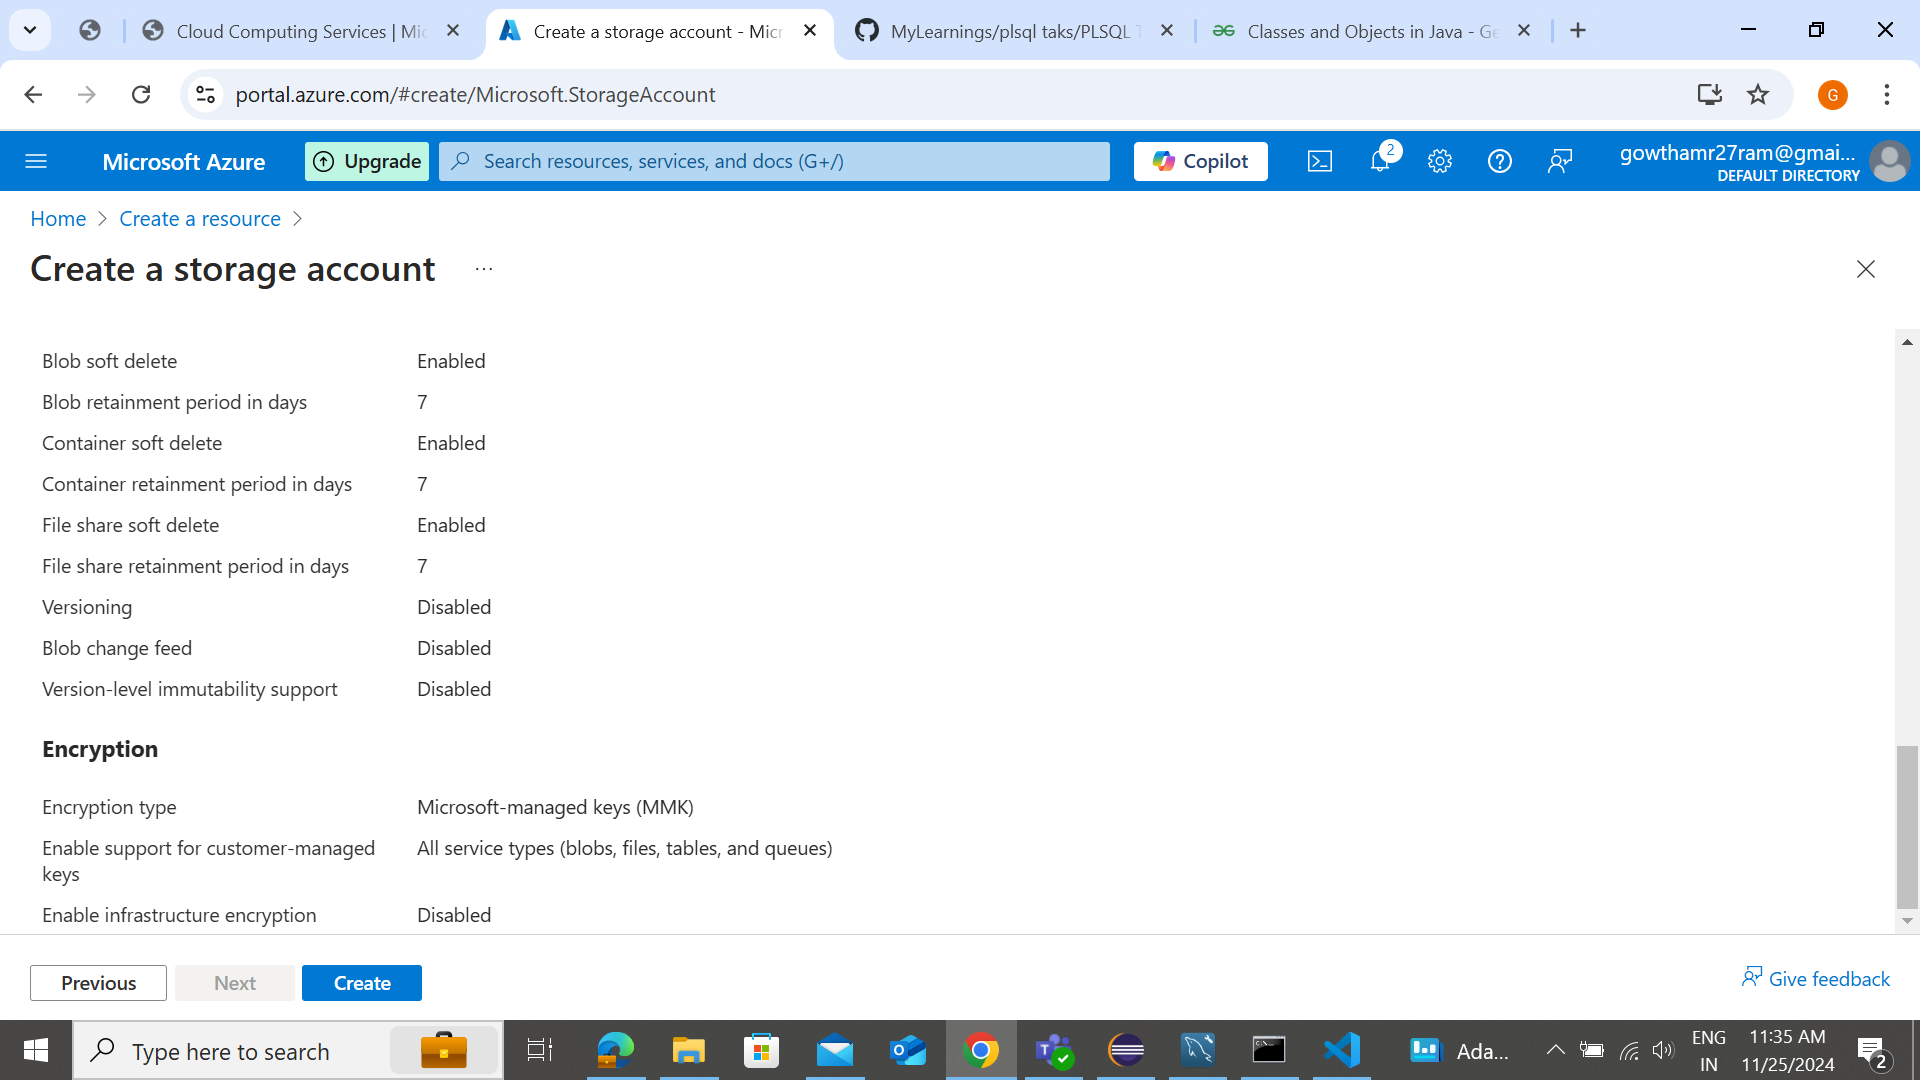 Cloud Computing Services | Mic
Create a storage account - Micr
MyLearnings/plsql taks/PLSQL T
Classes and Objects in Java - Ge
portal.azure.com/#create/Microsoft.StorageAccount
G
Microsoft Azure
Upgrade
Search resources, services, and docs (G+/)
Copilot
2
gowthamr27ram@gmai...
DEFAULT DIRECTORY
Home > Create a resource >
Create a storage account ...
Blob soft delete Enabled
Blob retainment period in days 7
Container soft delete Enabled
Container retainment period in days 7
File share soft delete Enabled
File share retainment period in days 7
Versioning Disabled
Blob change feed Disabled
Version-level immutability support Disabled
Encryption
Encryption type Microsoft-managed keys (MMK)
Enable support for customer-managed All service types (blobs, files, tables, and queues)
keys
Enable infrastructure encryption Disabled
Previous Next Create
Give feedback
Type here to search
Ada...
ENG
IN
11:35 AM
11/25/2024
2